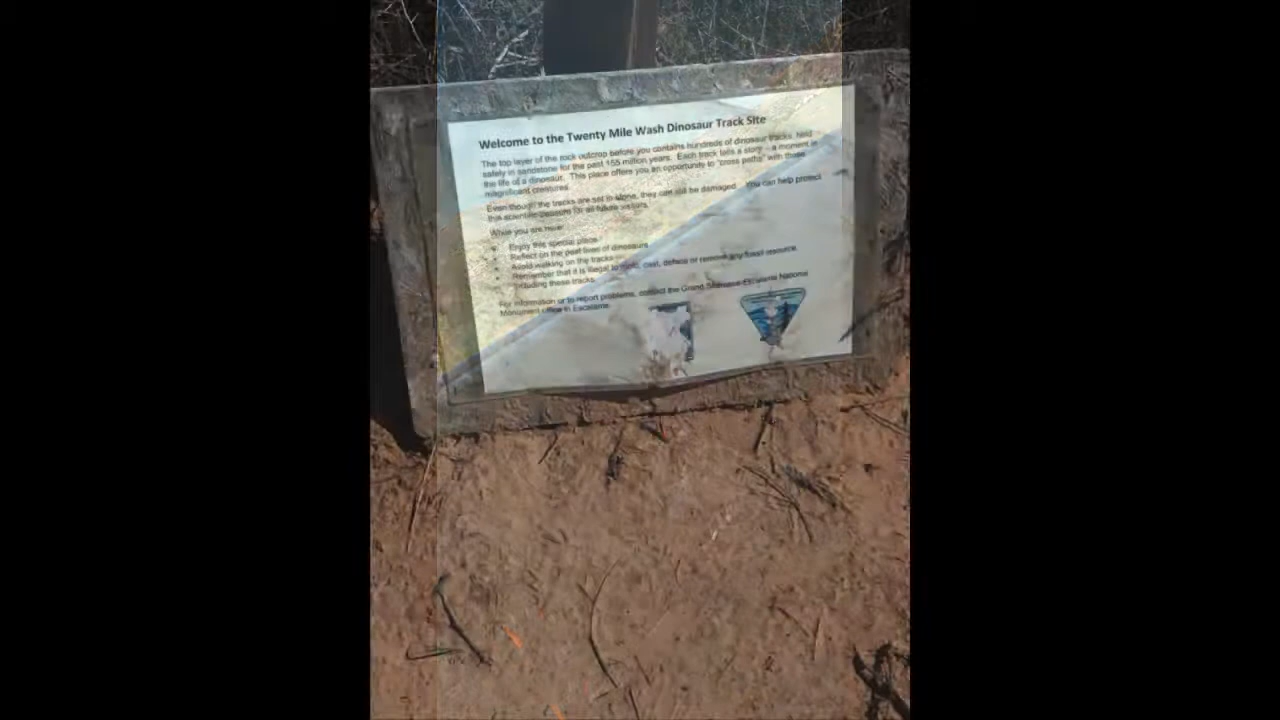 Welcome to the Twenty Mile Wash Dinosaur Track Site
The top layer of the rock outcrop before you contains hundreds of dinosaur tracks, held
safely in sandstone for the past 155 million years. Each track tells a story - a moment in
the life of a dinosaur. This place offers you an opportunity to "cross paths" with these
magnificent creatures.
Even though the tracks are set in stone, they can still be damaged. You can help protect
this scientific treasure for all future visitors.
While you are here:
• Enjoy this special place.
• Reflect on the past lives of dinosaurs.
• Avoid walking on the tracks.
• Remember that it is illegal to mold, cast, deface or remove any fossil resource,
including these tracks.
For information or to report problems, contact the Grand Staircase-Escalante National
Monument office in Escalante.